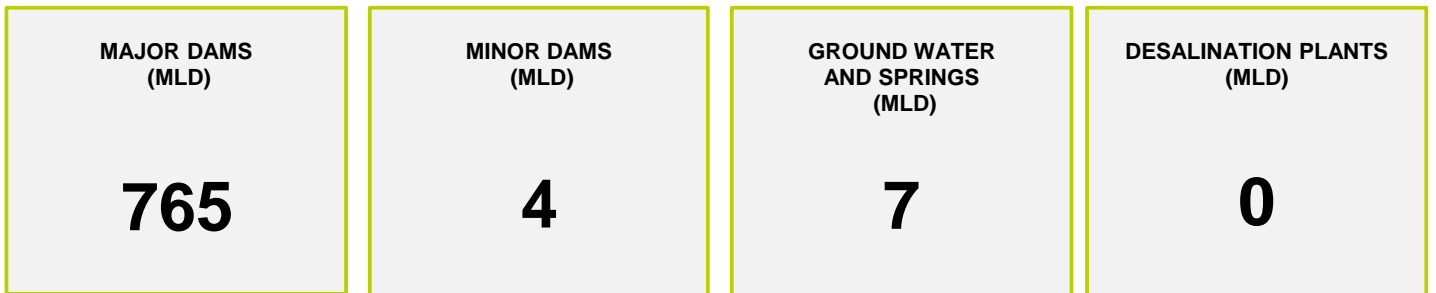 MAJOR DAMS
(MLD)
765
MINOR DAMS
(MLD)
4
GROUND WATER
AND SPRINGS
(MLD)
7
DESALINATION PLANTS
(MLD)
0